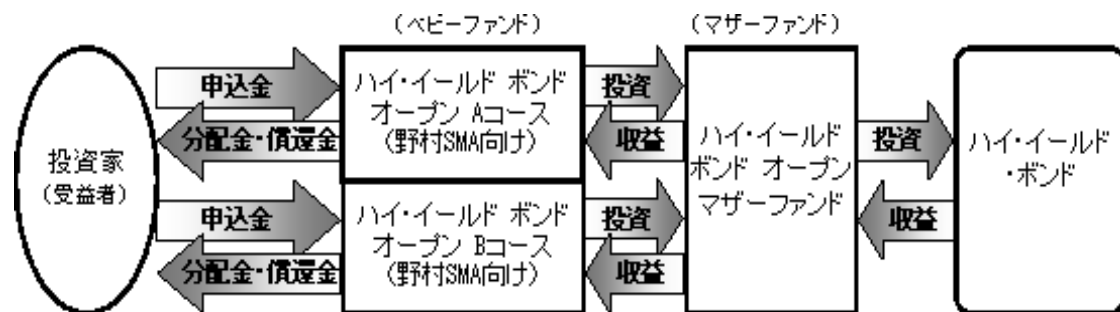 (ベビーファンド)
(マザーファンド)
投資家
(受益者)
申込金
分配金・償還金
申込金
分配金・償還金
ハイ・イールド ボンド
オープン Aコース
(野村SMA向け)
ハイ・イールド ボンド
オープン Bコース
(野村SMA向け)
投資
収益
投資
収益
ハイ・イールド
ボンド オープン
マザーファンド
投資
収益
ハイ・イールド
・ボンド